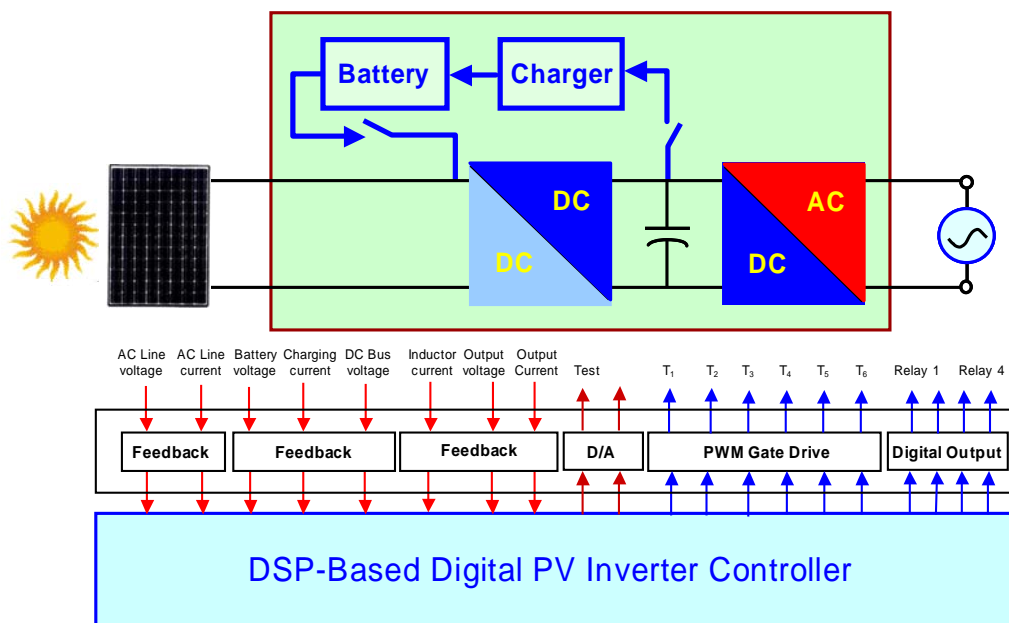 Battery
Charger
DC
AC
DC
DC
AC Line voltage
AC Line current
Battery voltage
Charging current
DC Bus voltage
Inductor current
Output voltage
Output Current
Test
T1
T2
T3
T4
T5
T6
Relay 1
Relay 4
Feedback
Feedback
Feedback
D/A
PWM Gate Drive
Digital Output
DSP-Based Digital PV Inverter Controller